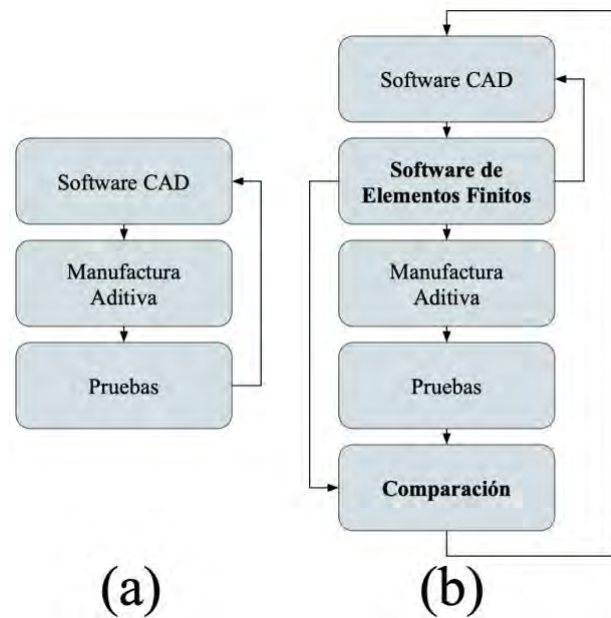 Software CAD
Manufactura
Aditiva
Pruebas
(a)
Software CAD
Software de
Elementos Finitos
Manufactura
Aditiva
Pruebas
Comparación
(b)